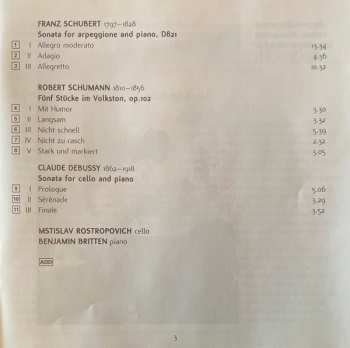 FRANZ SCHUBERT 1797–1828
Sonata for arpeggione and piano, D821
1 I Allegro moderato 13.34
2 II Adagio 4.36
3 III Allegretto 10.32
ROBERT SCHUMANN 1810–1856
Fünf Stücke im Volkston, op.102
4 I Mit Humor 3.30
5 II Langsam 3.32
6 III Nicht schnell 5.39
7 IV Nicht zu rasch 2.32
8 V Stark und markiert 3.05
CLAUDE DEBUSSY 1862–1918
Sonata for cello and piano
9 I Prologue 5.06
10 II Sérénade 3.29
11 III Finale 3.52
MSTISLAV ROSTROPOVICH cello
BENJAMIN BRITTEN piano
ADD
3